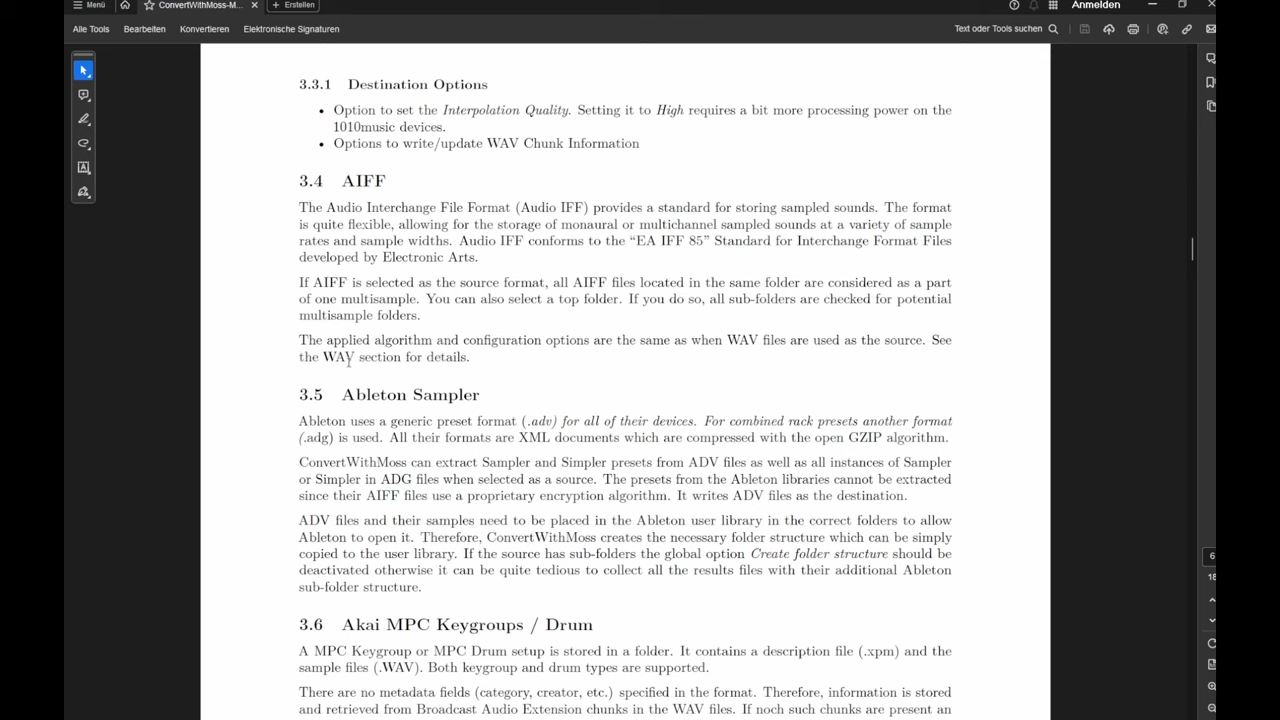 Menü
ConvertWithMoss-M...
Erstellen
Anmelden
Alle Tools Bearbeiten Konvertieren Elektronische Signaturen
Text oder Tools suchen
3.3.1 Destination Options
• Option to set the Interpolation Quality. Setting it to High requires a bit more processing power on the
1010music devices.
• Options to write/update WAV Chunk Information
3.4 AIFF
The Audio Interchange File Format (Audio IFF) provides a standard for storing sampled sounds. The format
is quite flexible, allowing for the storage of monaural or multichannel sampled sounds at a variety of sample
rates and sample widths. Audio IFF conforms to the “EA IFF 85” Standard for Interchange Format Files
developed by Electronic Arts.
If AIFF is selected as the source format, all AIFF files located in the same folder are considered as a part
of one multisample. You can also select a top folder. If you do so, all sub-folders are checked for potential
multisample folders.
The applied algorithm and configuration options are the same as when WAV files are used as the source. See
the WAV section for details.
3.5 Ableton Sampler
Ableton uses a generic preset format (.adv) for all of their devices. For combined rack presets another format
(.adg) is used. All their formats are XML documents which are compressed with the open GZIP algorithm.
ConvertWithMoss can extract Sampler and Simpler presets from ADV files as well as all instances of Sampler
or Simpler in ADG files when selected as a source. The presets from the Ableton libraries cannot be extracted
since their AIFF files use a proprietary encryption algorithm. It writes ADV files as the destination.
ADV files and their samples need to be placed in the Ableton user library in the correct folders to allow
Ableton to open it. Therefore, ConvertWithMoss creates the necessary folder structure which can be simply
copied to the user library. If the source has sub-folders the global option Create folder structure should be
deactivated otherwise it can be quite tedious to collect all the results files with their additional Ableton
sub-folder structure.
3.6 Akai MPC Keygroups / Drum
A MPC Keygroup or MPC Drum setup is stored in a folder. It contains a description file (.xpm) and the
sample files (.WAV). Both keygroup and drum types are supported.
There are no metadata fields (category, creator, etc.) specified in the format. Therefore, information is stored
and retrieved from Broadcast Audio Extension chunks in the WAV files. If noch such chunks are present an
6